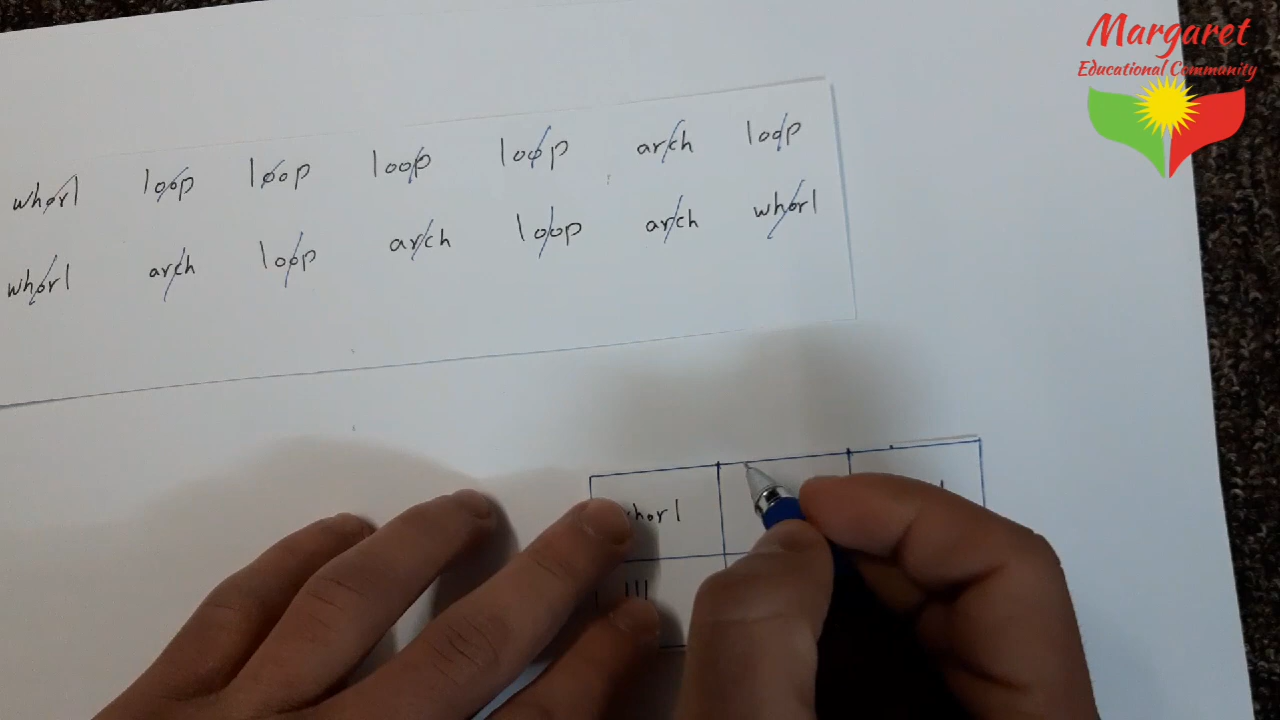 Margaret
Educational Community
whorl loop loop loop loop arch loop
whorl arch loop arch loop arch whorl
whorl